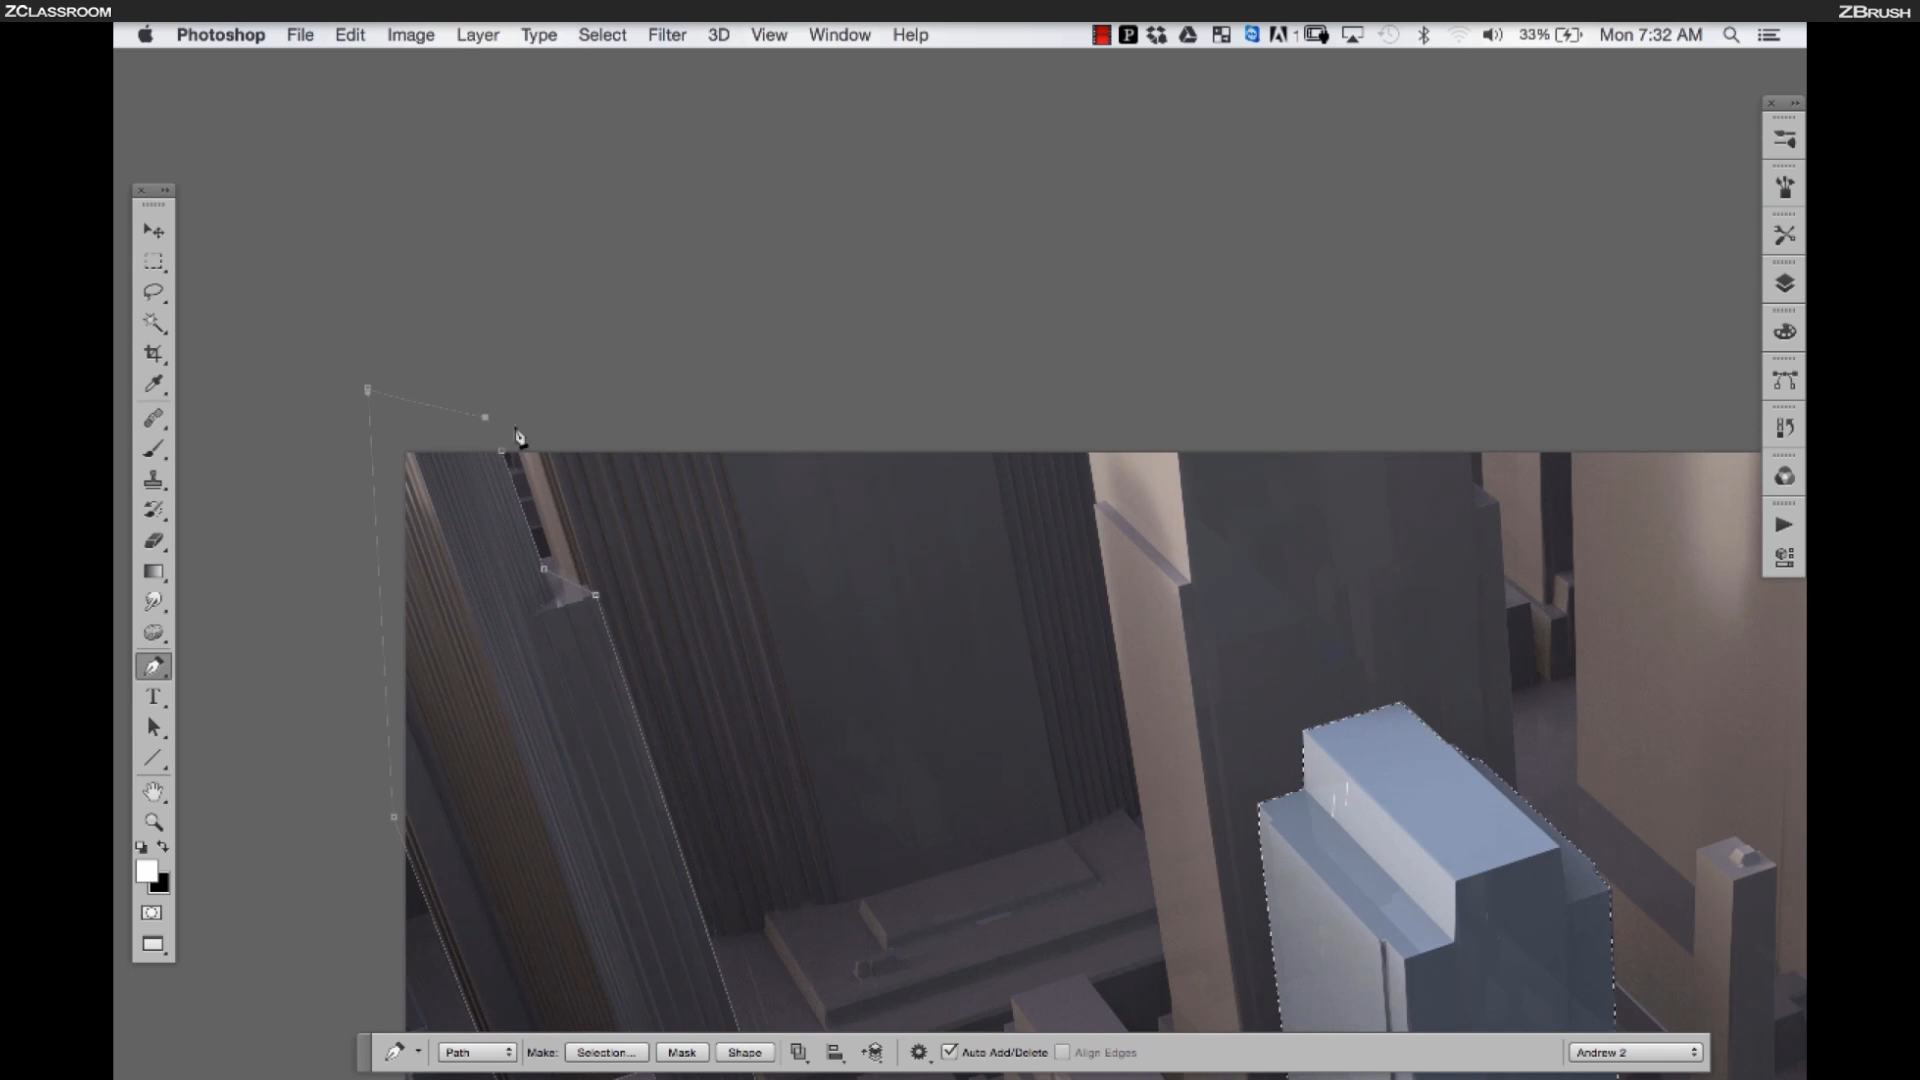 ZCLASSROOM
ZBRUSH
Photoshop File Edit Image Layer Type Select Filter 3D View Window Help
1 33% Mon 7:32 AM
Path Make: Selection... Mask Shape Auto Add/Delete Align Edges Andrew 2